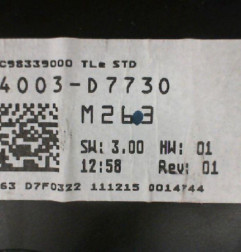 C98339000 TLe STD
4003-D7730
M263
SW: 3.00 HW: 01
12:58 Rev: 01
63 D7F0322 111215 0014744